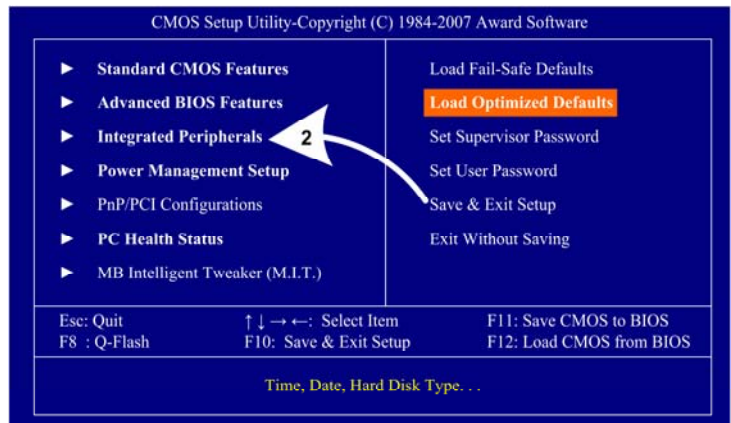 CMOS Setup Utility-Copyright (C) 1984-2007 Award Software
► Standard CMOS Features
► Advanced BIOS Features
► Integrated Peripherals
► Power Management Setup
► PnP/PCI Configurations
► PC Health Status
► MB Intelligent Tweaker (M.I.T.)
2
Load Fail-Safe Defaults
Load Optimized Defaults
Set Supervisor Password
Set User Password
Save & Exit Setup
Exit Without Saving
Esc: Quit ↑↓→←: Select Item F11: Save CMOS to BIOS
F8 : Q-Flash F10: Save & Exit Setup F12: Load CMOS from BIOS
Time, Date, Hard Disk Type. . .